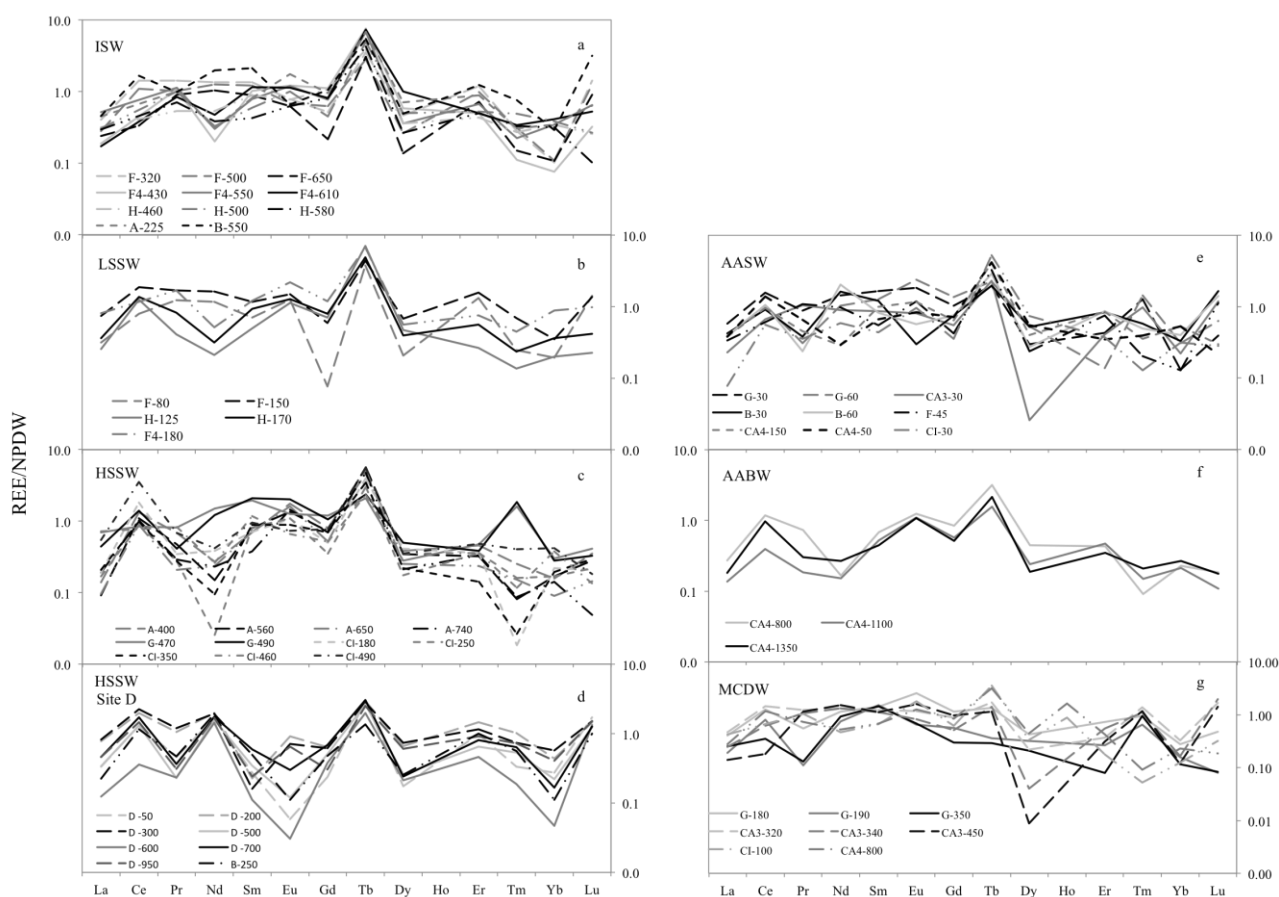 REE/NPDW
10.0
ISW a
1.0
0.1
F-320 F-500 F-650
F4-430 F4-550 F4-610
H-460 H-500 H-580
A-225 B-550
0.0
LSSW b
F-80 F-150
H-125 H-170
F4-180
10.0
1.0
0.1
0.0
10.0
HSSW c
1.0
0.1
A-400 A-560 A-650 A-740
G-470 G-490 CI-180 CI-250
CI-350 CI-460 CI-490
0.0
HSSW d
Site D
D -50 D -200
D -300 D -500
D -600 D -700
D -950 B-250
10.0
1.0
0.1
0.0
La Ce Pr Nd Sm Eu Gd Tb Dy Ho Er Tm Yb Lu
AASW e
10.0
1.0
0.1
0.0
G-30 G-60 CA3-30
B-30 B-60 F-45
CA4-150 CA4-50 CI-30
10.0
AABW f
1.0
0.1
CA4-800 CA4-1100
CA4-1350
0.0
MCDW g
10.00
1.00
0.10
0.01
0.00
G-180 G-190 G-350
CA3-320 CA3-340 CA3-450
CI-100 CA4-800
La Ce Pr Nd Sm Eu Gd Tb Dy Ho Er Tm Yb Lu